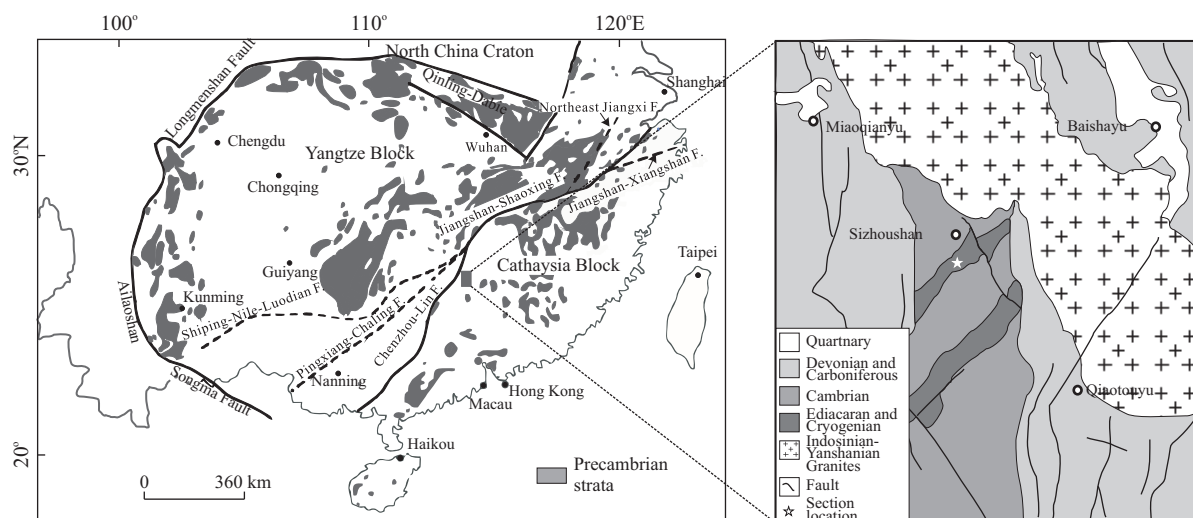 100°
110°
120°E
30°N
20°
North China Craton
Longmenshan Fault
Qinling-Dabie
Shanghai
Northeast Jiangxi F.
Chengdu
Wuhan
Yangtze Block
Chongqing
Jiangshan-Shaoxing F.
Jiangshan-Xiangshan F.
Taipei
Guiyang
Cathaysia Block
Ailaoshan
Kunming
Shiping-Nile-Luodian F.
Pingxiang-Chaling F.
Chenzhou-Lin F.
Nanning
Songma Fault
Hong Kong
Macau
Haikou
0 360 km
Precambrian
strata
Miaoqianyu
Baishayu
Sizhoushan
Qiaotouyu
Quartnary
Devonian and
Carboniferous
Cambrian
Ediacaran and
Cryogenian
Indosinian-
Yanshanian
Granites
Fault
Section
location